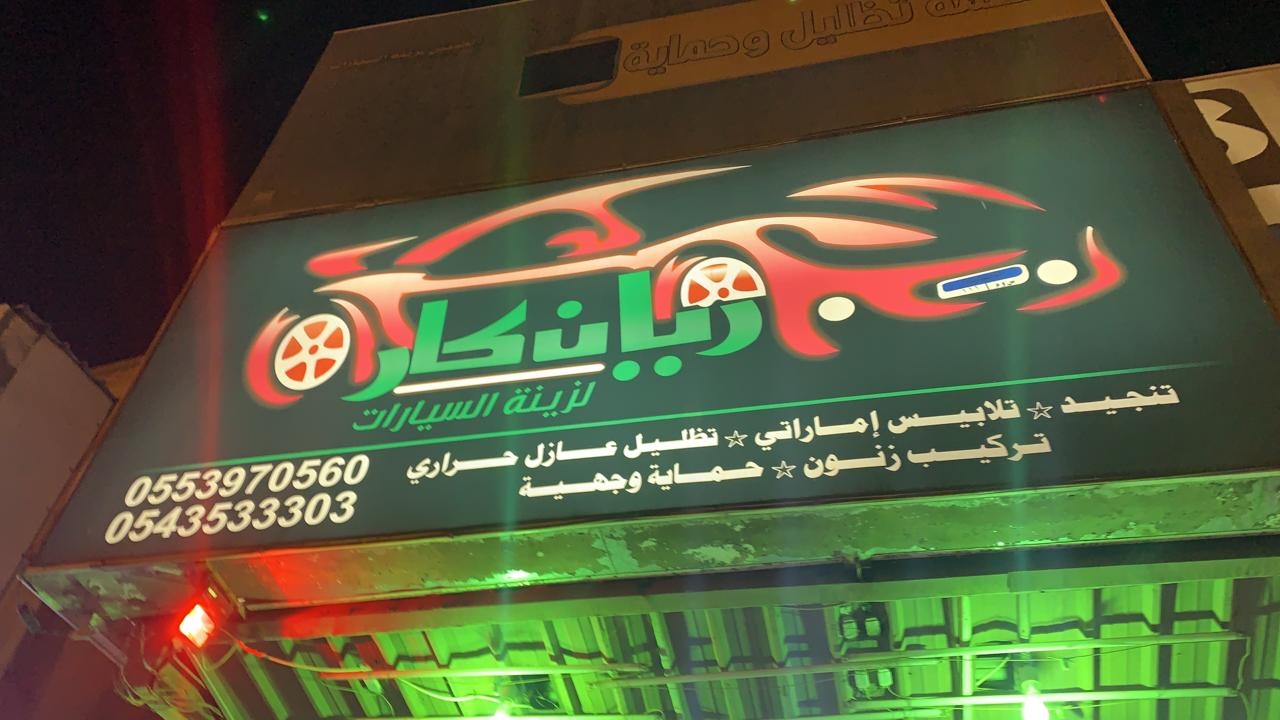 تظليل وحماية
ريان كار
لزينة السيارات
تنجيد ☆ تلابيس إماراتي ☆ تظليل عازل حراري
تركيب زنون ☆ حماية وجهية
0553970560
0543533303